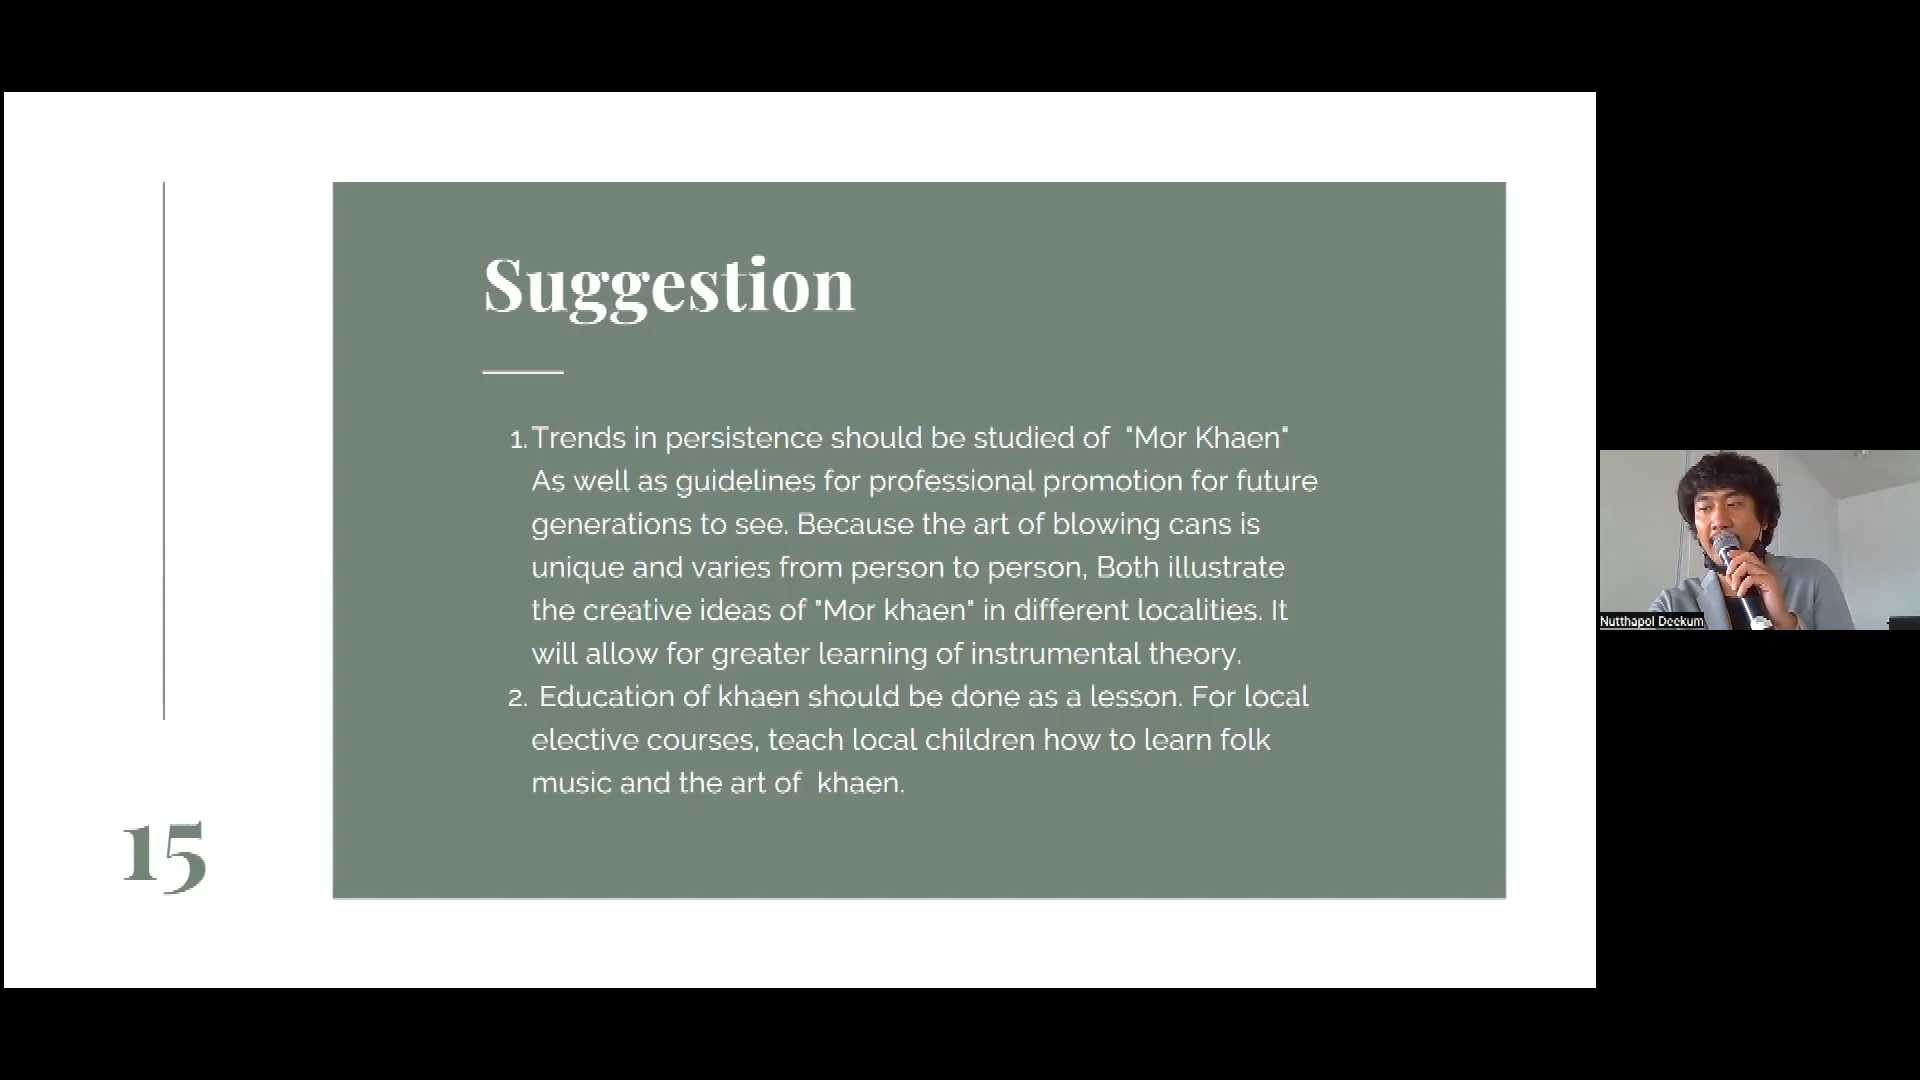 Suggestion
1. Trends in persistence should be studied of "Mor Khaen"
As well as guidelines for professional promotion for future
generations to see. Because the art of blowing cans is
unique and varies from person to person, Both illustrate
the creative ideas of "Mor khaen" in different localities. It
will allow for greater learning of instrumental theory.
2. Education of khaen should be done as a lesson. For local
elective courses, teach local children how to learn folk
music and the art of khaen.
15
Nutthapol Deekum